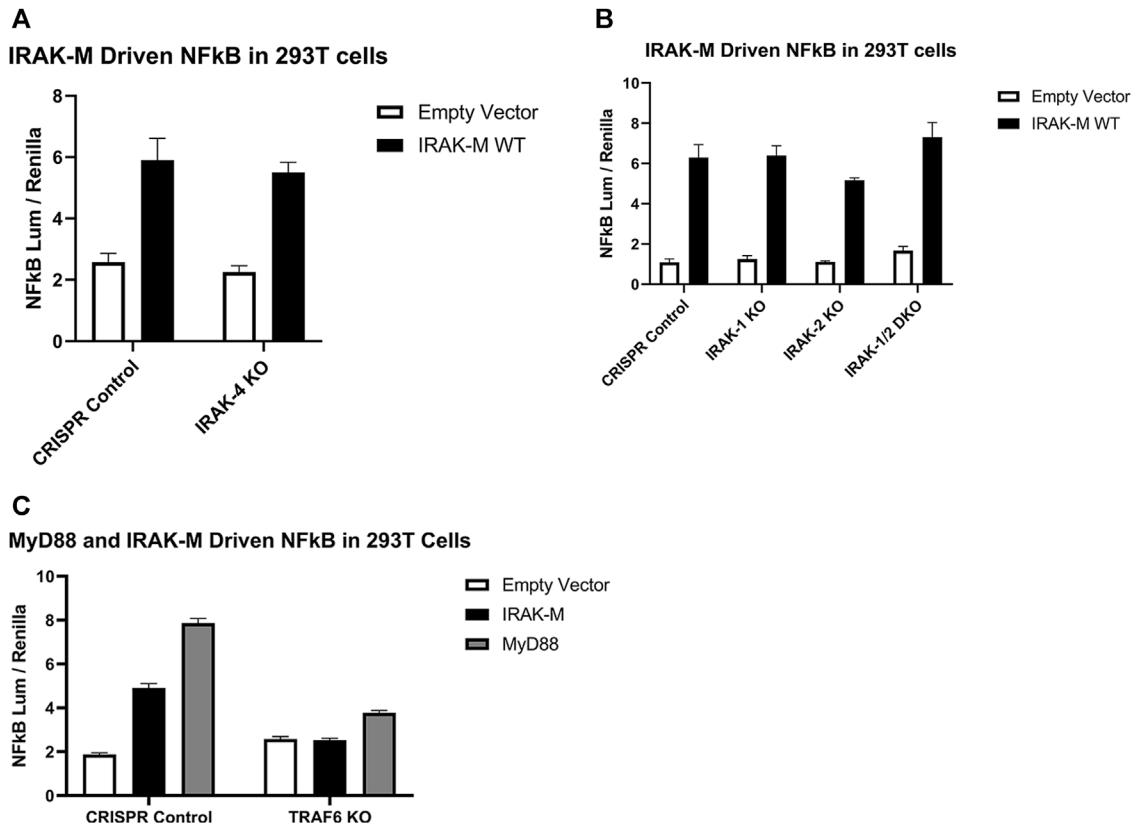 A
IRAK-M Driven NFkB in 293T cells
NFkB Lum / Renilla
8
6
4
2
0
CRISPR Control
IRAK-4 KO
Empty Vector
IRAK-M WT
B
IRAK-M Driven NFkB in 293T cells
NFkB Lum / Renilla
10
8
6
4
2
0
CRISPR Control
IRAK-1 KO
IRAK-2 KO
IRAK-1/2 DKO
Empty Vector
IRAK-M WT
C
MyD88 and IRAK-M Driven NFkB in 293T Cells
NFkB Lum / Renilla
10
8
6
4
2
0
CRISPR Control
TRAF6 KO
Empty Vector
IRAK-M
MyD88